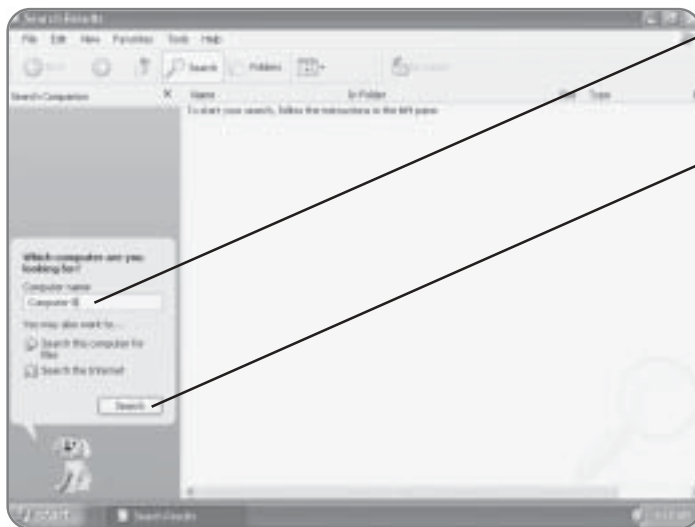 Search Results
File Edit View Favorites Tools Help
Search Folders
Search Companion Name In Folder Size Type
To start your search, follow the instructions in the left pane.
Which computer are you
looking for?
Computer name
Computer
You may also want to...
Search this computer for
files
Search the Internet
Search
start Search Results